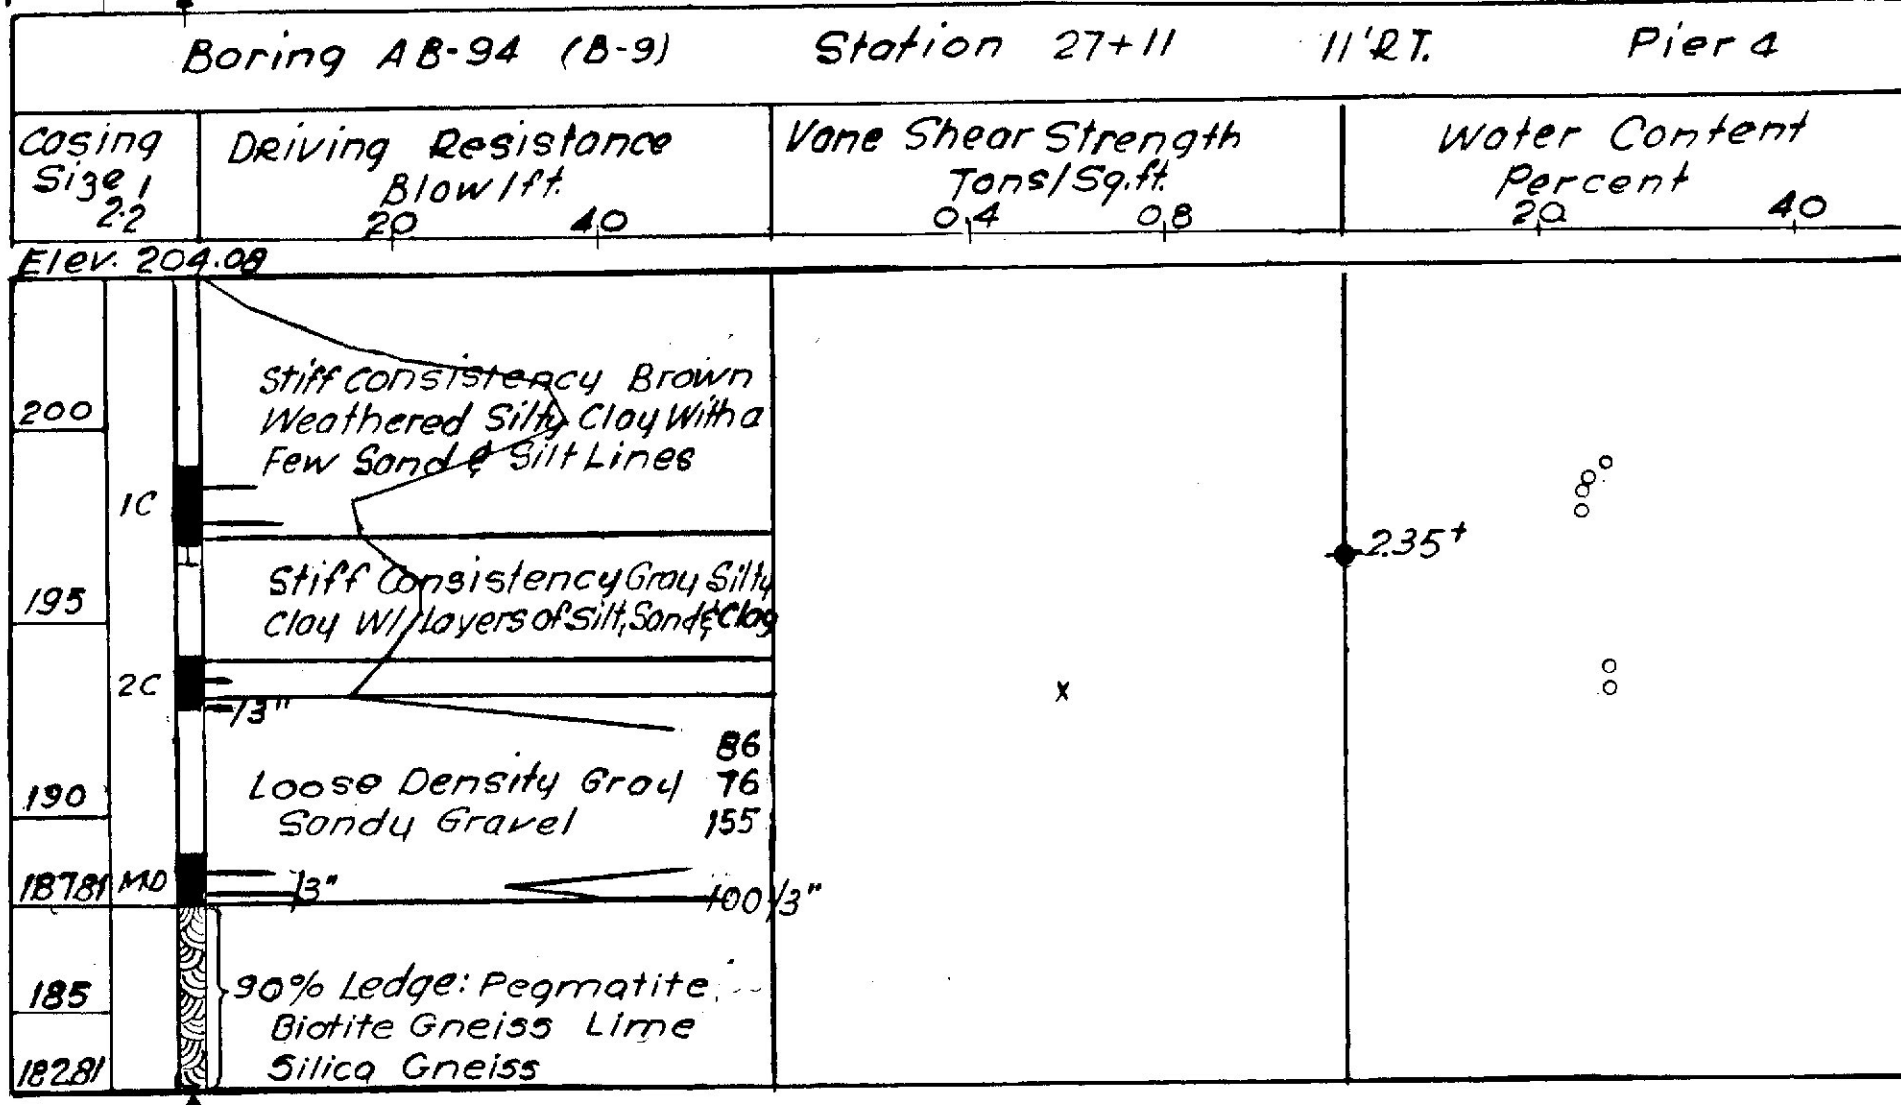 Boring AB-94 (B-9) Station 27+11 11'RT. Pier 4
Casing Size
Driving Resistance
Blow/ft.
20 40
Vane Shear Strength
Tons/Sq.ft.
0.4 0.8
Water Content
Percent
20 40
Elev. 204.08
Stiff Consistency Brown
Weathered Silty Clay With a
Few Sand & Silt Lines
200
1C
2.35+
Stiff Consistency Gray Silty
Clay W/ Layers of Silt, Sand & Clay
195
2C
/3"
x
86
Loose Density Gray 76
Sandy Gravel 155
190
187.81 MD /3" 100/3"
90% Ledge: Pegmatite
Biotite Gneiss Lime
Silica Gneiss
185
182.81